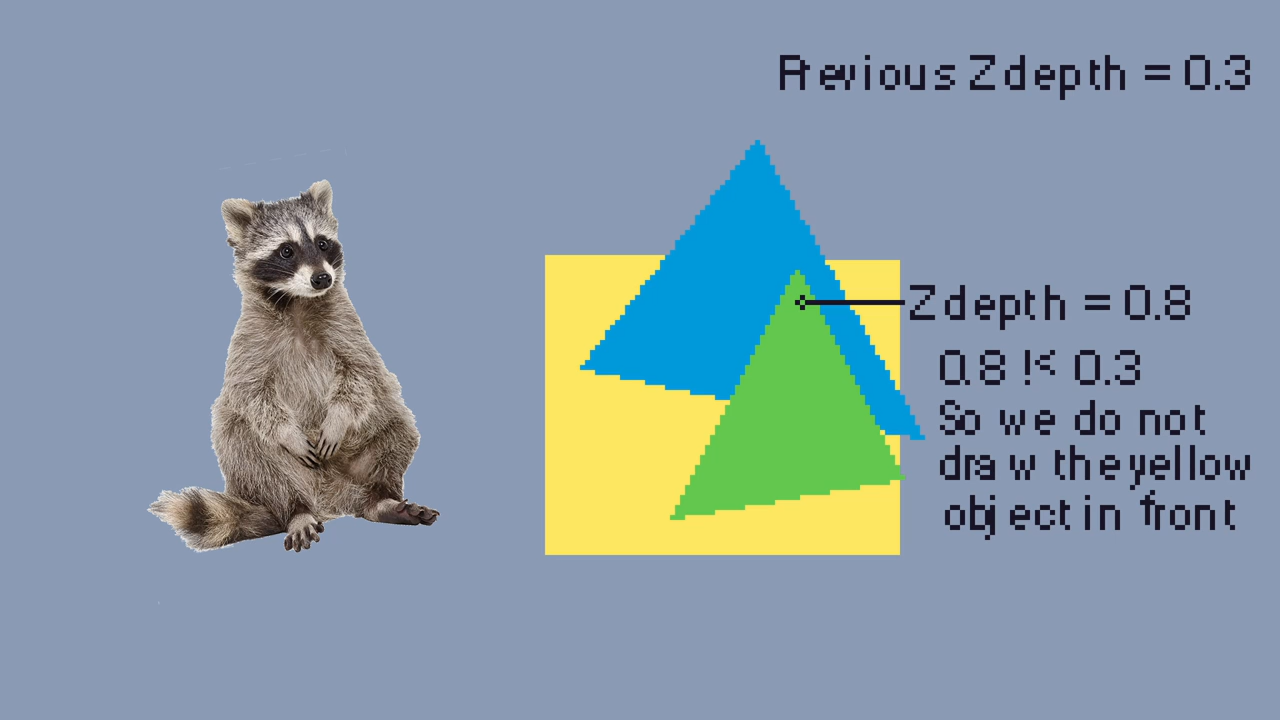 Previous Z depth = 0.3
Z depth = 0.8
0.8 !< 0.3
So we do not
draw the yellow
object in front